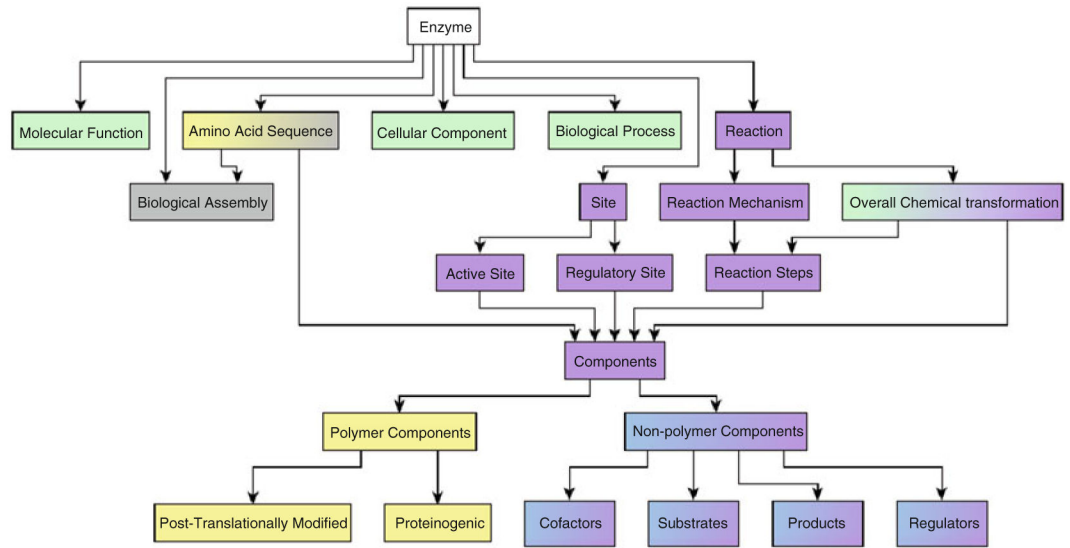 Enzyme
Molecular Function
Amino Acid Sequence
Cellular Component
Biological Process
Reaction
Biological Assembly
Site
Reaction Mechanism
Overall Chemical transformation
Active Site
Regulatory Site
Reaction Steps
Components
Polymer Components
Non-polymer Components
Post-Translationally Modified
Proteinogenic
Cofactors
Substrates
Products
Regulators